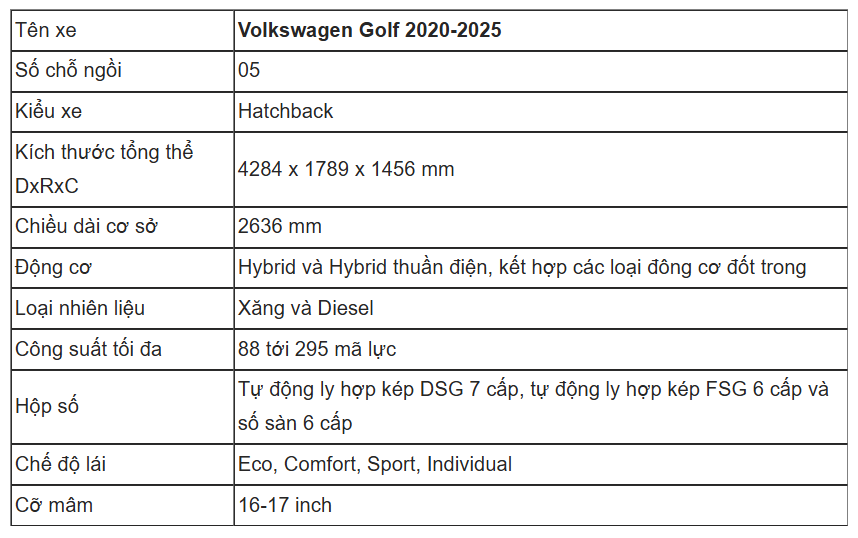 Tên xe
Volkswagen Golf 2020-2025
Số chỗ ngồi
05
Kiểu xe
Hatchback
Kích thước tổng thể
DxRxC
4284 x 1789 x 1456 mm
Chiều dài cơ sở
2636 mm
Động cơ
Hybrid và Hybrid thuần điện, kết hợp các loại đông cơ đốt trong
Loại nhiên liệu
Xăng và Diesel
Công suất tối đa
88 tới 295 mã lực
Hộp số
Tự động ly hợp kép DSG 7 cấp, tự động ly hợp kép FSG 6 cấp và
số sàn 6 cấp
Chế độ lái
Eco, Comfort, Sport, Individual
Cỡ mâm
16-17 inch